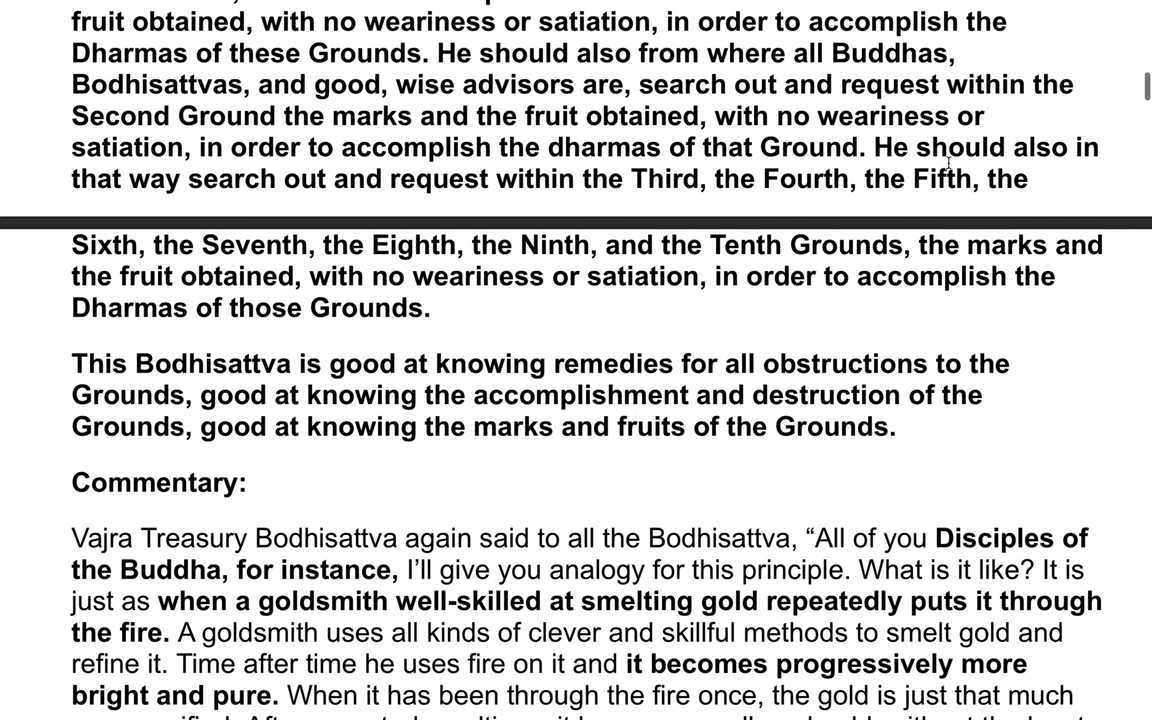 fruit obtained, with no weariness or satiation, in order to accomplish the
Dharmas of these Grounds. He should also from where all Buddhas,
Bodhisattvas, and good, wise advisors are, search out and request within the
Second Ground the marks and the fruit obtained, with no weariness or
satiation, in order to accomplish the dharmas of that Ground. He should also in
that way search out and request within the Third, the Fourth, the Fifth, the
Sixth, the Seventh, the Eighth, the Ninth, and the Tenth Grounds, the marks and
the fruit obtained, with no weariness or satiation, in order to accomplish the
Dharmas of those Grounds.
This Bodhisattva is good at knowing remedies for all obstructions to the
Grounds, good at knowing the accomplishment and destruction of the
Grounds, good at knowing the marks and fruits of the Grounds.
Commentary:
Vajra Treasury Bodhisattva again said to all the Bodhisattva, “All of you Disciples of
the Buddha, for instance, I’ll give you analogy for this principle. What is it like? It is
just as when a goldsmith well-skilled at smelting gold repeatedly puts it through
the fire. A goldsmith uses all kinds of clever and skillful methods to smelt gold and
refine it. Time after time he uses fire on it and it becomes progressively more
bright and pure. When it has been through the fire once, the gold is just that much